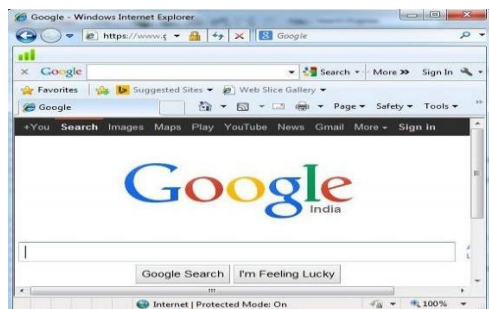 Google - Windows Internet Explorer
https://www.g Google
× Google Search More » Sign In
Favorites Suggested Sites Web Slice Gallery
Google Page Safety Tools »
+You Search Images Maps Play YouTube News Gmail More Sign in
Google
India
Google Search I'm Feeling Lucky
Internet | Protected Mode: On 100%